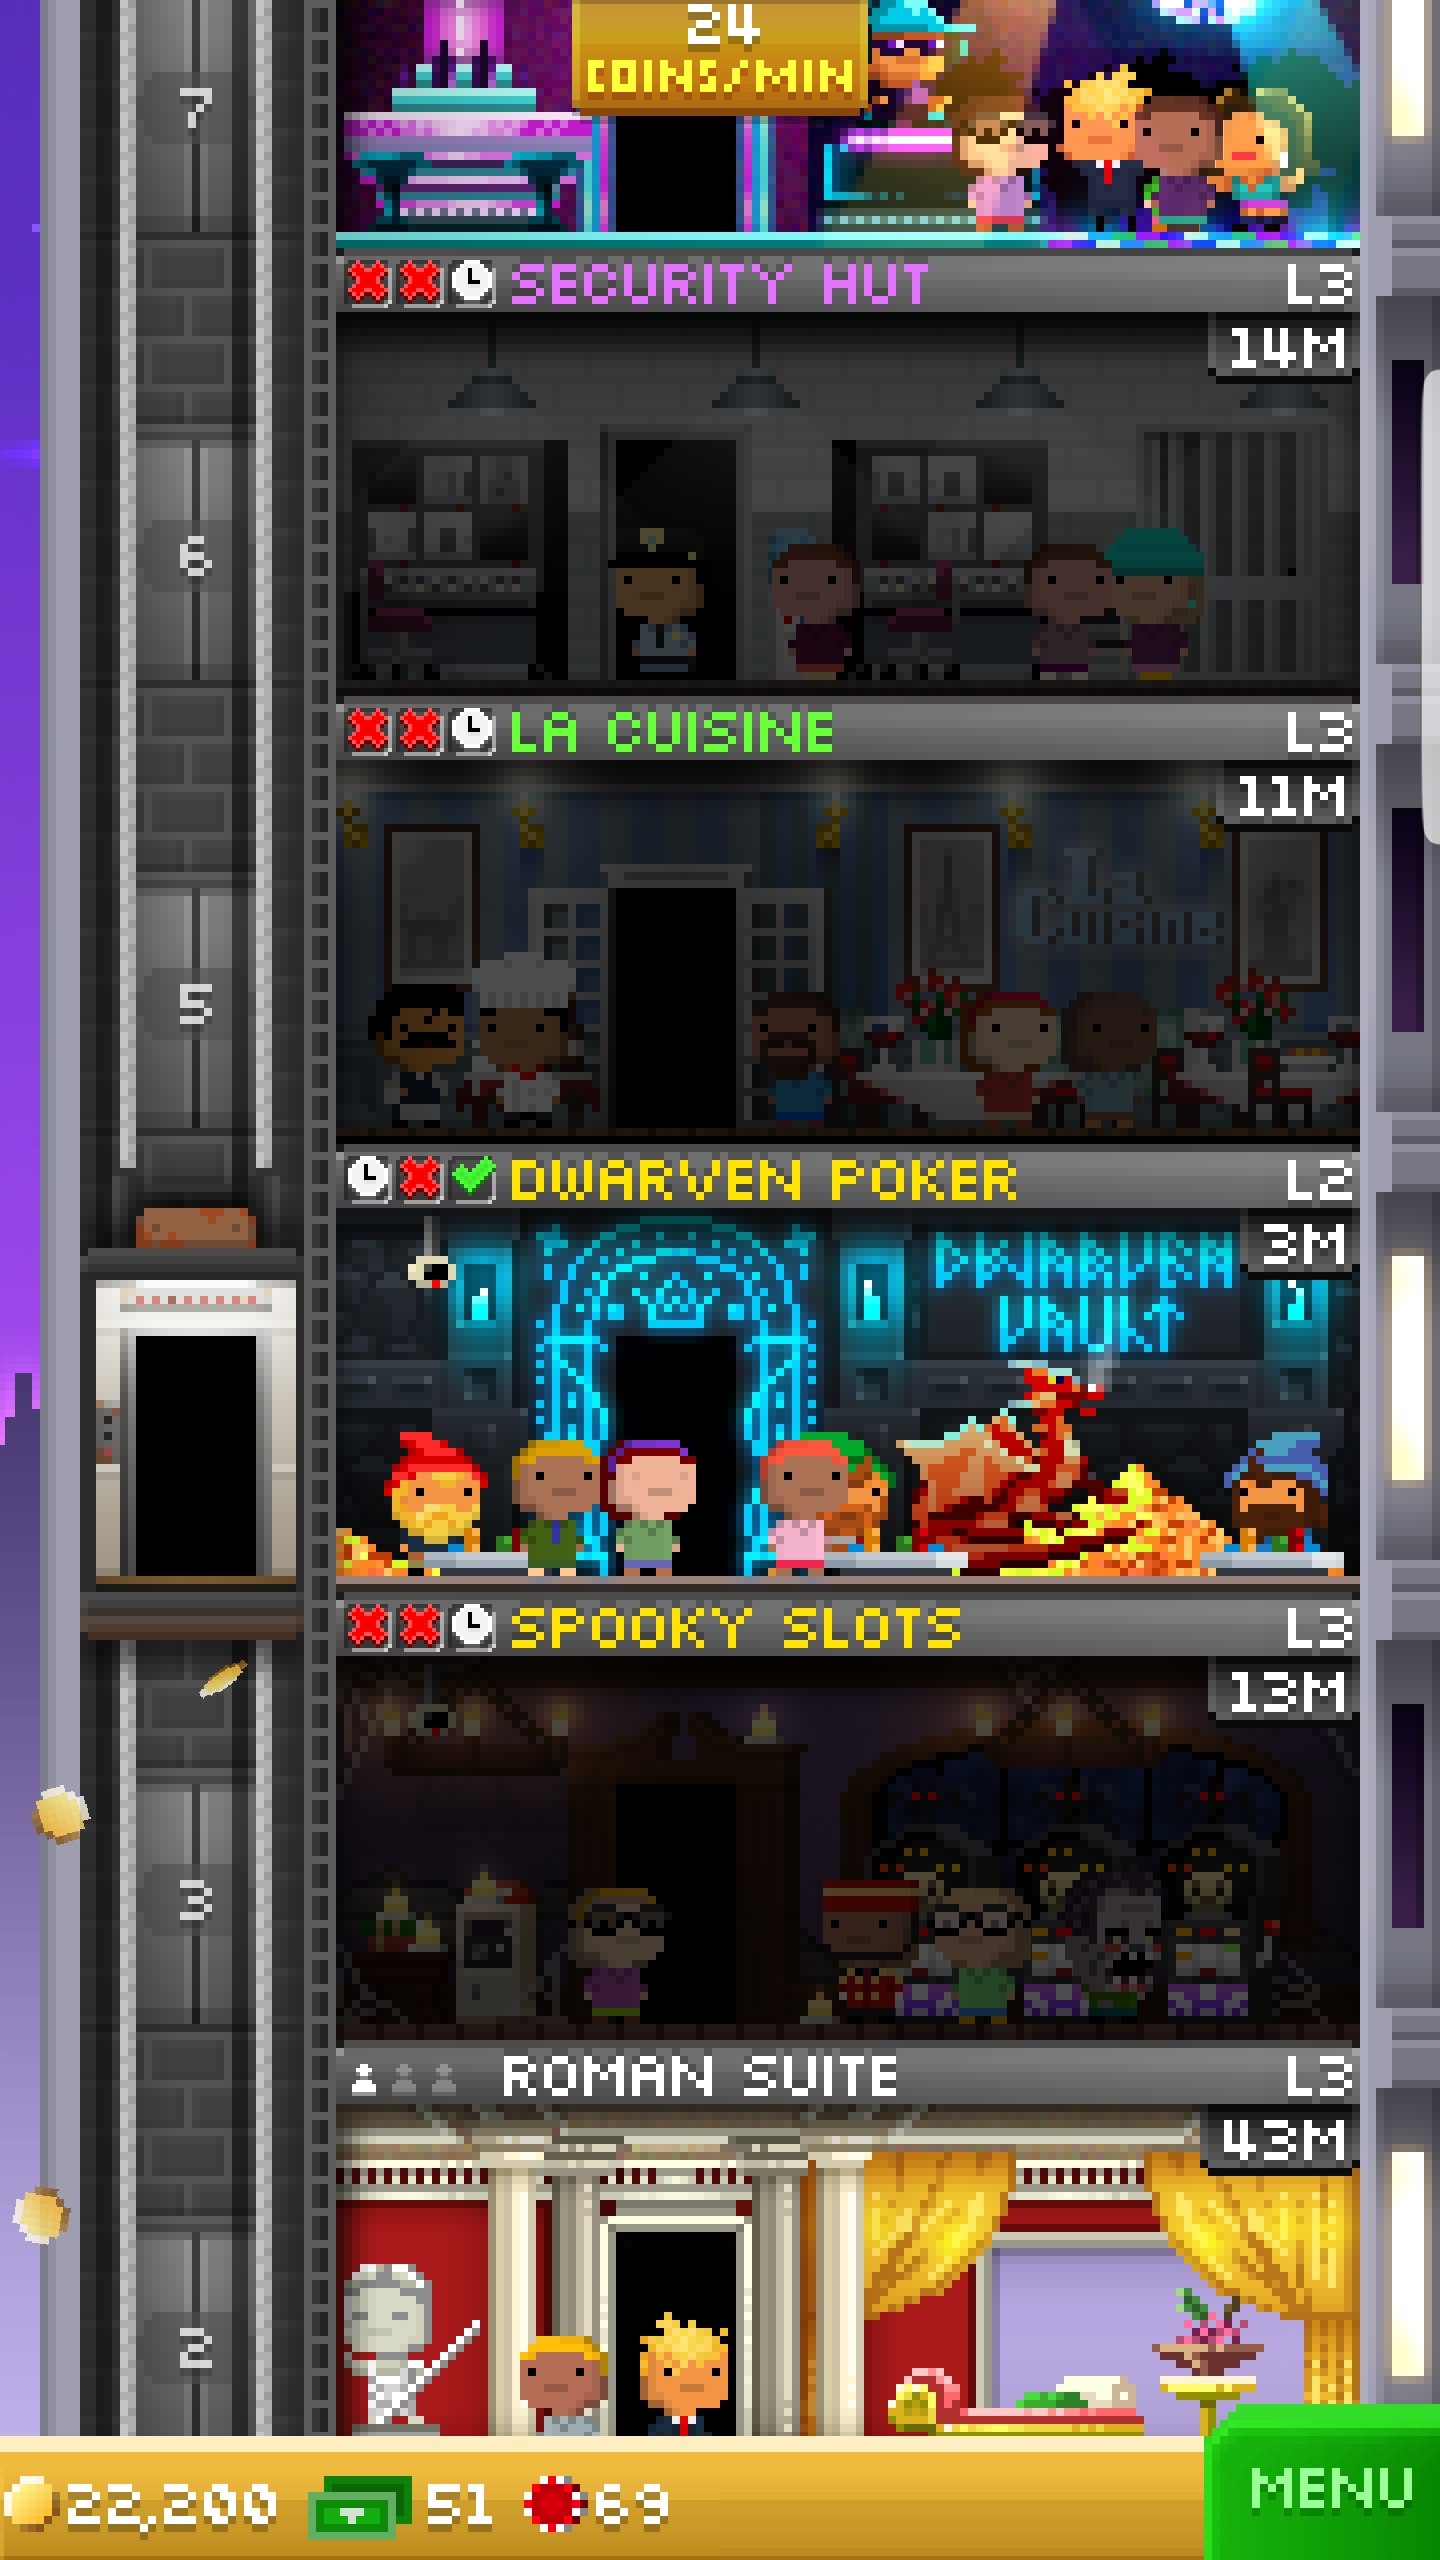 24
COINS/MIN
7
SECURITY HUT L3
14M
6
LA CUISINE L3
11M
La
Cuisine
5
DWARVEN POKER L2
3M
DWARVEN
VAULT
SPOOKY SLOTS L3
13M
3
ROMAN SUITE L3
43M
2
22,200 51 69
MENU